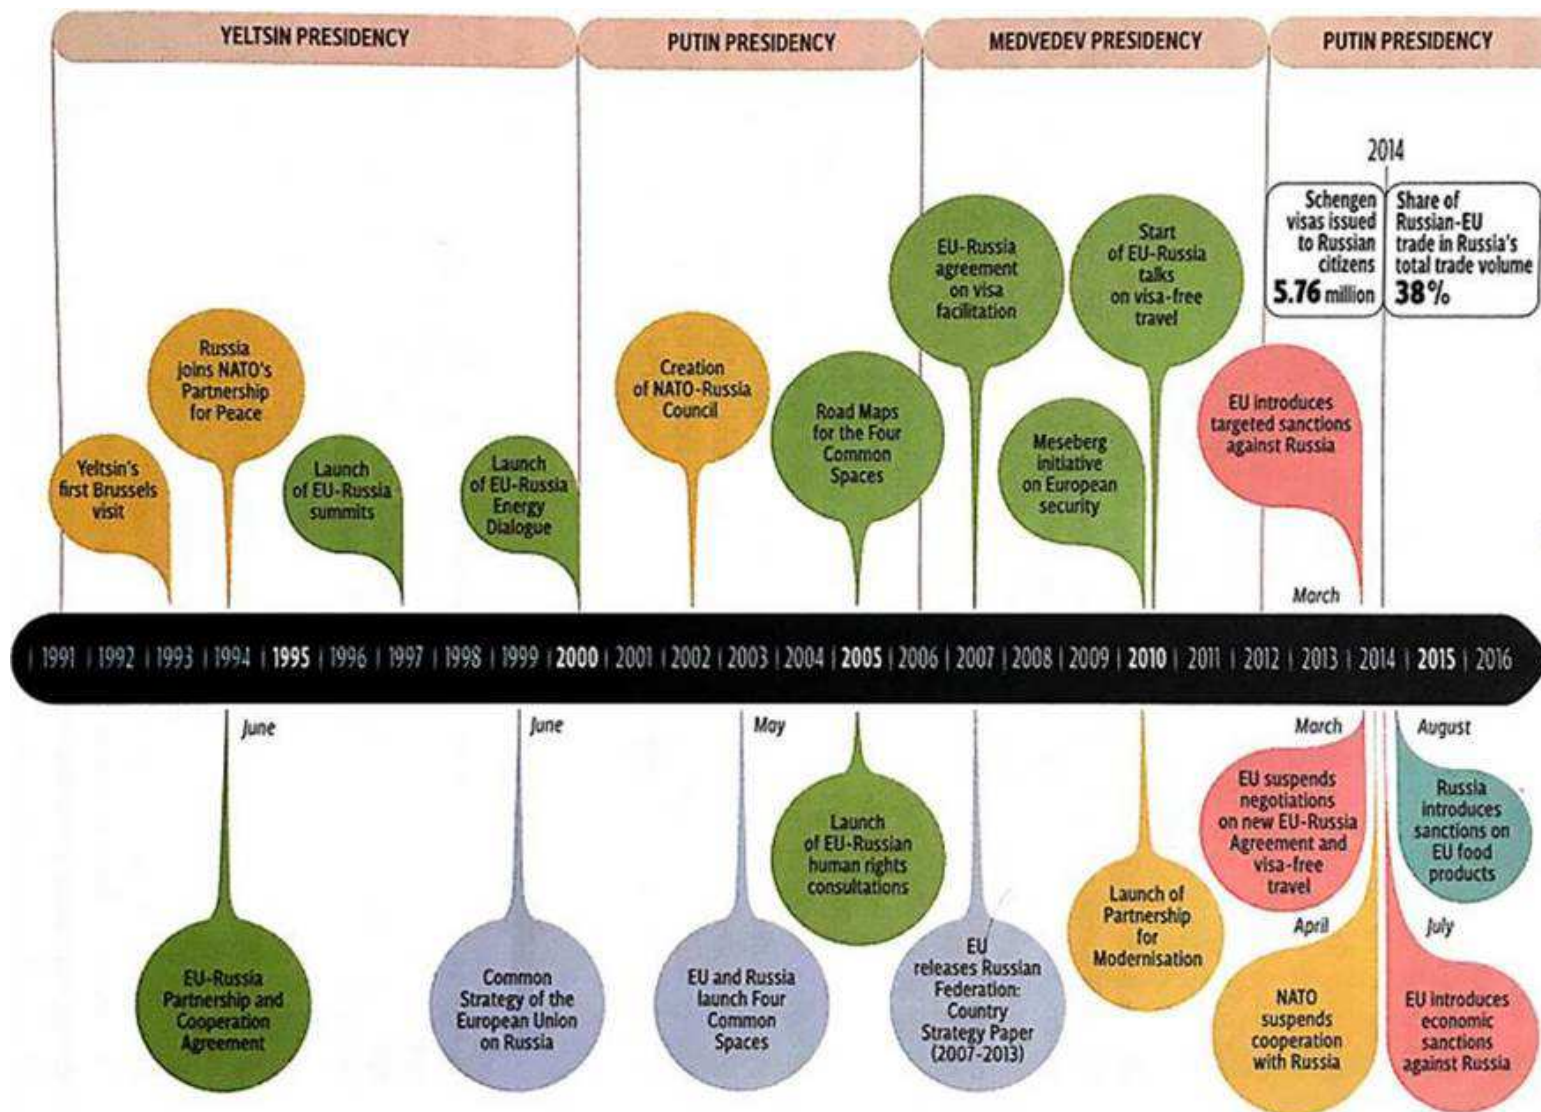 YELTSIN PRESIDENCY
PUTIN PRESIDENCY
MEDVEDEV PRESIDENCY
PUTIN PRESIDENCY
2014
Schengen
visas issued
to Russian
citizens
5.76 million
Share of
Russian-EU
trade in Russia's
total trade volume
38%
Yeltsin's
first Brussels
visit
Russia
joins NATO's
Partnership
for Peace
Launch
of EU-Russia
summits
Launch
of EU-Russia
Energy
Dialogue
Creation
of NATO-Russia
Council
Road Maps
for the Four
Common
Spaces
EU-Russia
agreement
on visa
facilitation
Meseberg
initiative
on European
security
Start
of EU-Russia
talks
on visa-free
travel
EU introduces
targeted sanctions
against Russia
March
1991 1992 1993 1994 1995 1996 1997 1998 1999 2000 2001 2002 2003 2004 2005 2006 2007 2008 2009 2010 2011 2012 2013 2014 2015 2016
June
EU-Russia
Partnership and
Cooperation
Agreement
June
Common
Strategy of the
European Union
on Russia
May
EU and Russia
launch Four
Common
Spaces
Launch
of EU-Russian
human rights
consultations
EU
releases Russian
Federation:
Country
Strategy Paper
(2007-2013)
Launch of
Partnership
for
Modernisation
March
EU suspends
negotiations
on new EU-Russia
Agreement and
visa-free
travel
April
NATO
suspends
cooperation
with Russia
August
Russia
introduces
sanctions on
EU food
products
July
EU introduces
economic
sanctions
against Russia